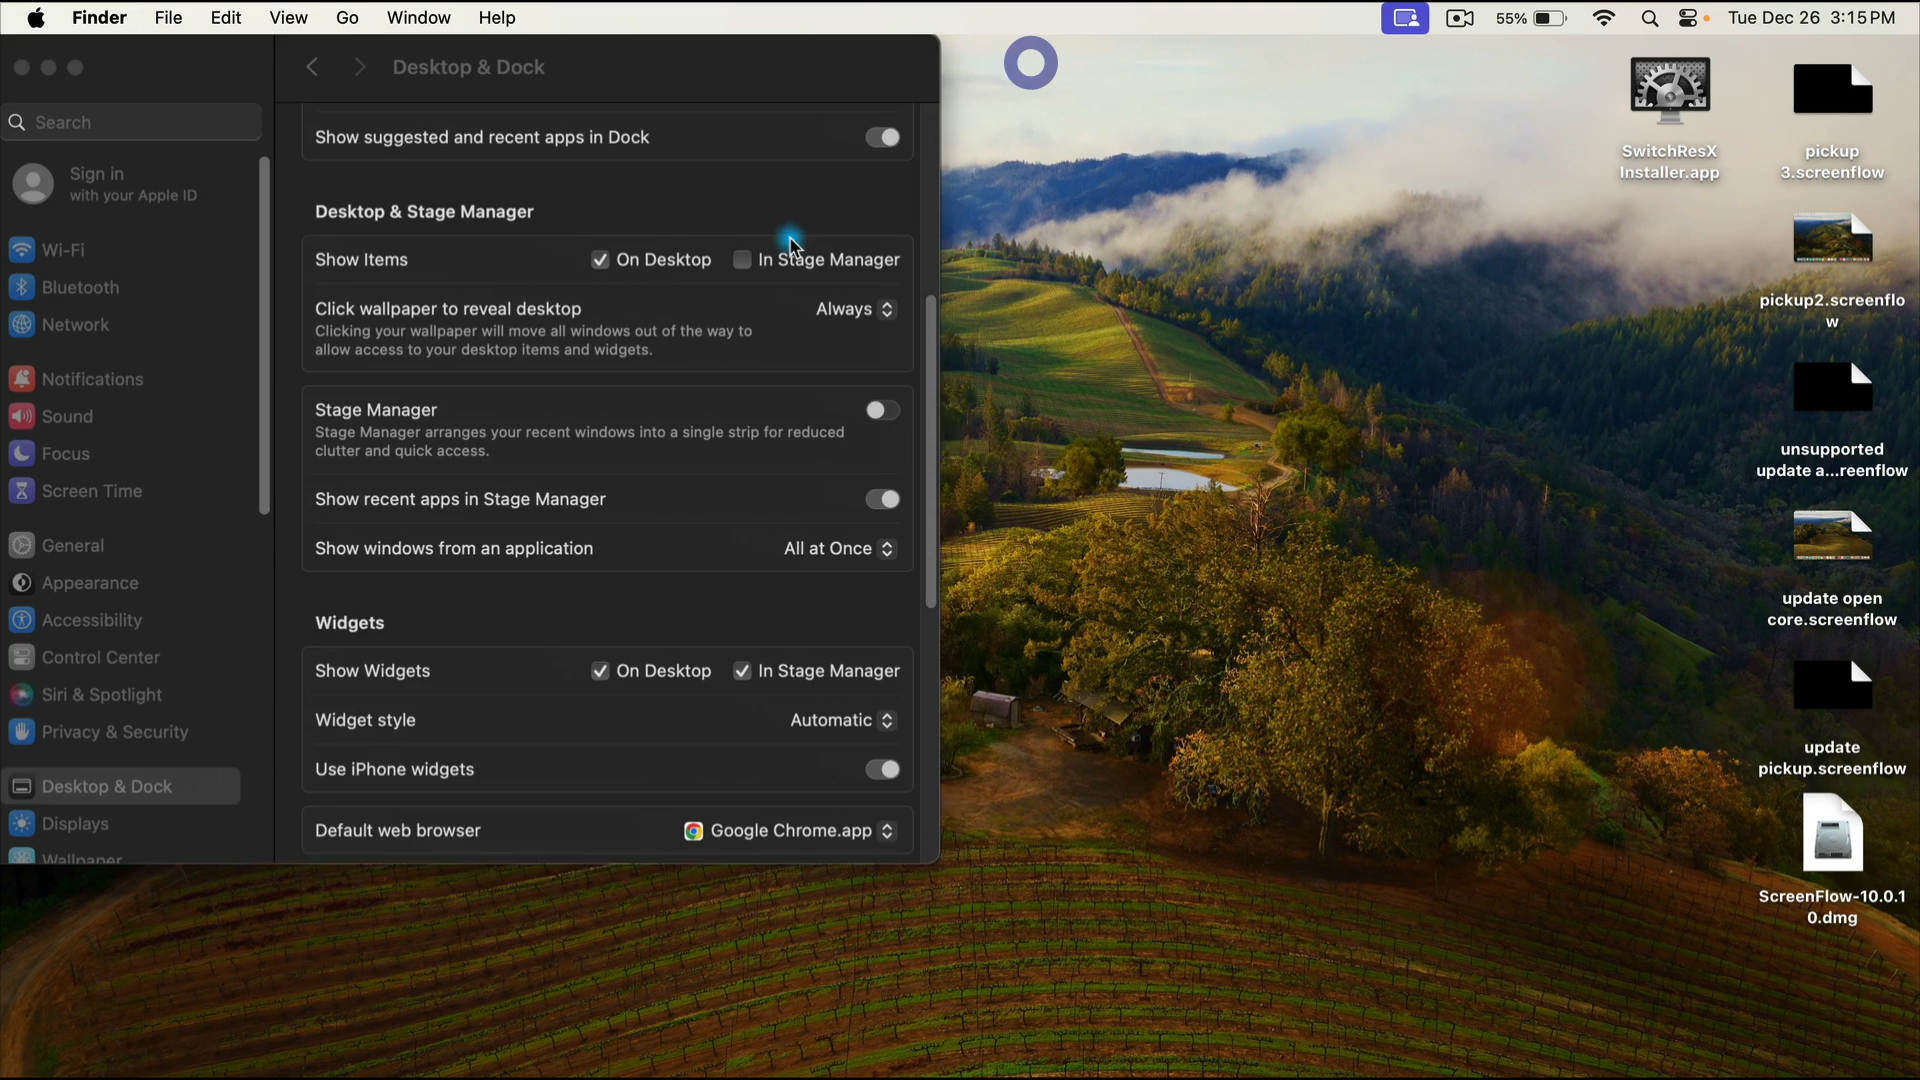 Finder File Edit View Go Window Help 55% Tue Dec 26 3:15 PM
Desktop & Dock
Search
Sign in
with your Apple ID
Wi-Fi
Bluetooth
Network
Notifications
Sound
Focus
Screen Time
General
Appearance
Accessibility
Control Center
Siri & Spotlight
Privacy & Security
Desktop & Dock
Displays
Wallpaper
Show suggested and recent apps in Dock
Desktop & Stage Manager
Show Items On Desktop In Stage Manager
Click wallpaper to reveal desktop Always
Clicking your wallpaper will move all windows out of the way to
allow access to your desktop items and widgets.
Stage Manager
Stage Manager arranges your recent windows into a single strip for reduced
clutter and quick access.
Show recent apps in Stage Manager
Show windows from an application All at Once
Widgets
Show Widgets On Desktop In Stage Manager
Widget style Automatic
Use iPhone widgets
Default web browser Google Chrome.app
SwitchResX
Installer.app
pickup
3.screenflow
pickup2.screenflo
w
unsupported
update a...reenflow
update open
core.screenflow
update
pickup.screenflow
ScreenFlow-10.0.1
0.dmg